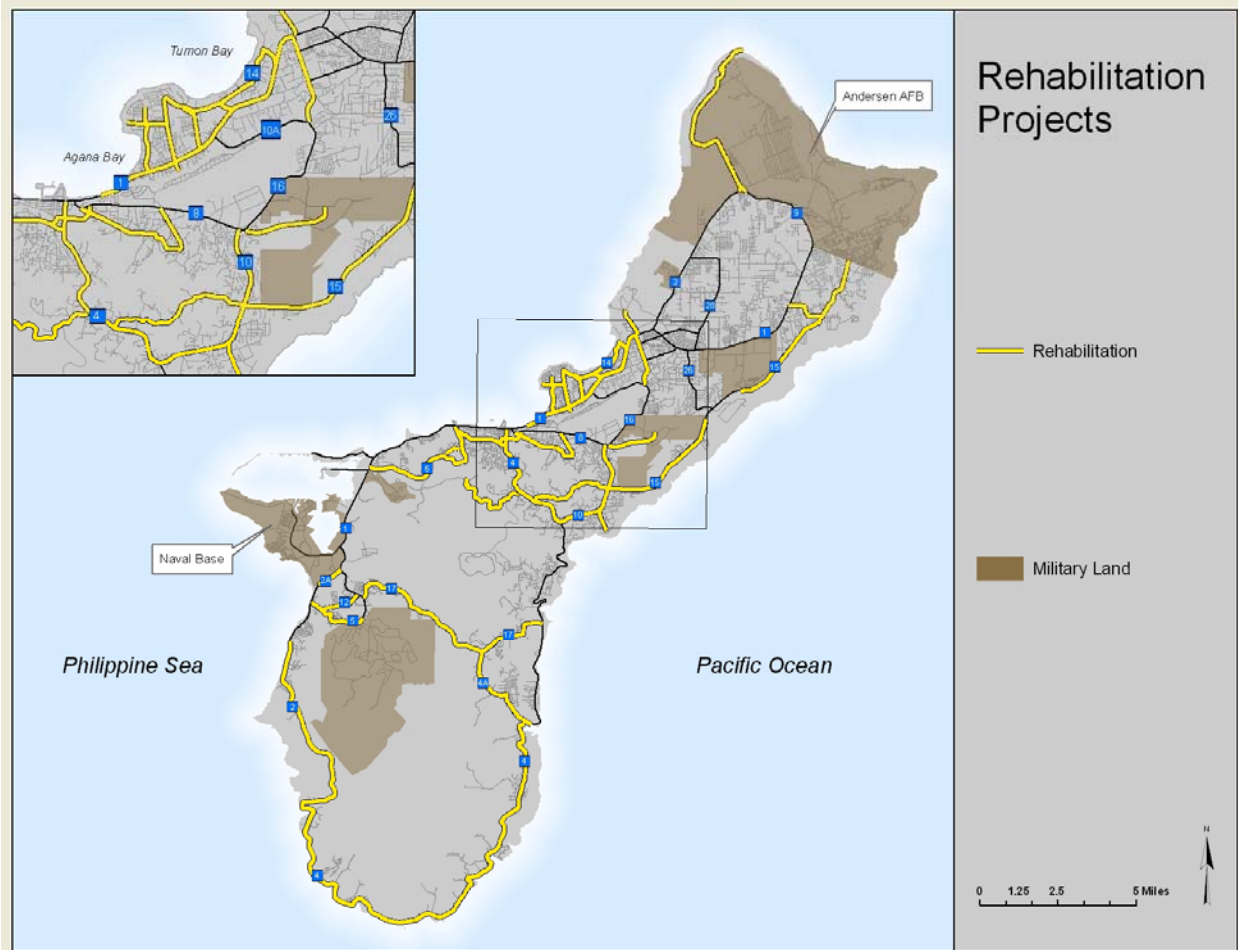 Rehabilitation
Projects
Rehabilitation
Military Land
N
0 1.25 2.5 5 Miles
Tumon Bay
14
26
10A
Agana Bay
1
16
8
10
15
4
Andersen AFB
9
3
28
1
14
26
15
1
16
8
6
4
15
10
Naval Base
1
2A
17
12
5
17
Philippine Sea
Pacific Ocean
4A
2
4
4